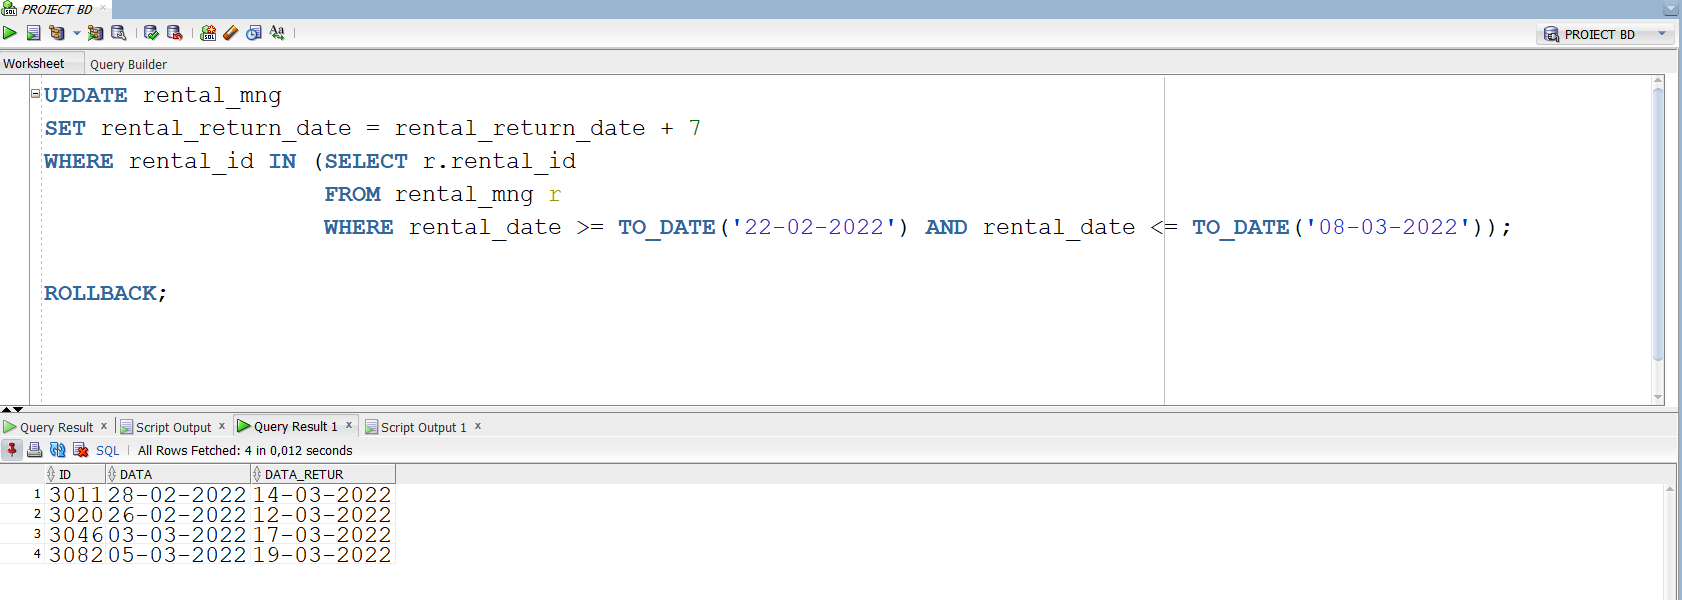 PROIECT BD
PROIECT BD
Worksheet Query Builder
UPDATE rental_mng
SET rental_return_date = rental_return_date + 7
WHERE rental_id IN (SELECT r.rental_id
FROM rental_mng r
WHERE rental_date >= TO_DATE('22-02-2022') AND rental_date <= TO_DATE('08-03-2022'));
ROLLBACK;
Query Result x Script Output x Query Result 1 x Script Output 1 x
SQL | All Rows Fetched: 4 in 0,012 seconds
ID DATA DATA_RETUR
1 3011 28-02-2022 14-03-2022
2 3020 26-02-2022 12-03-2022
3 3046 03-03-2022 17-03-2022
4 3082 05-03-2022 19-03-2022